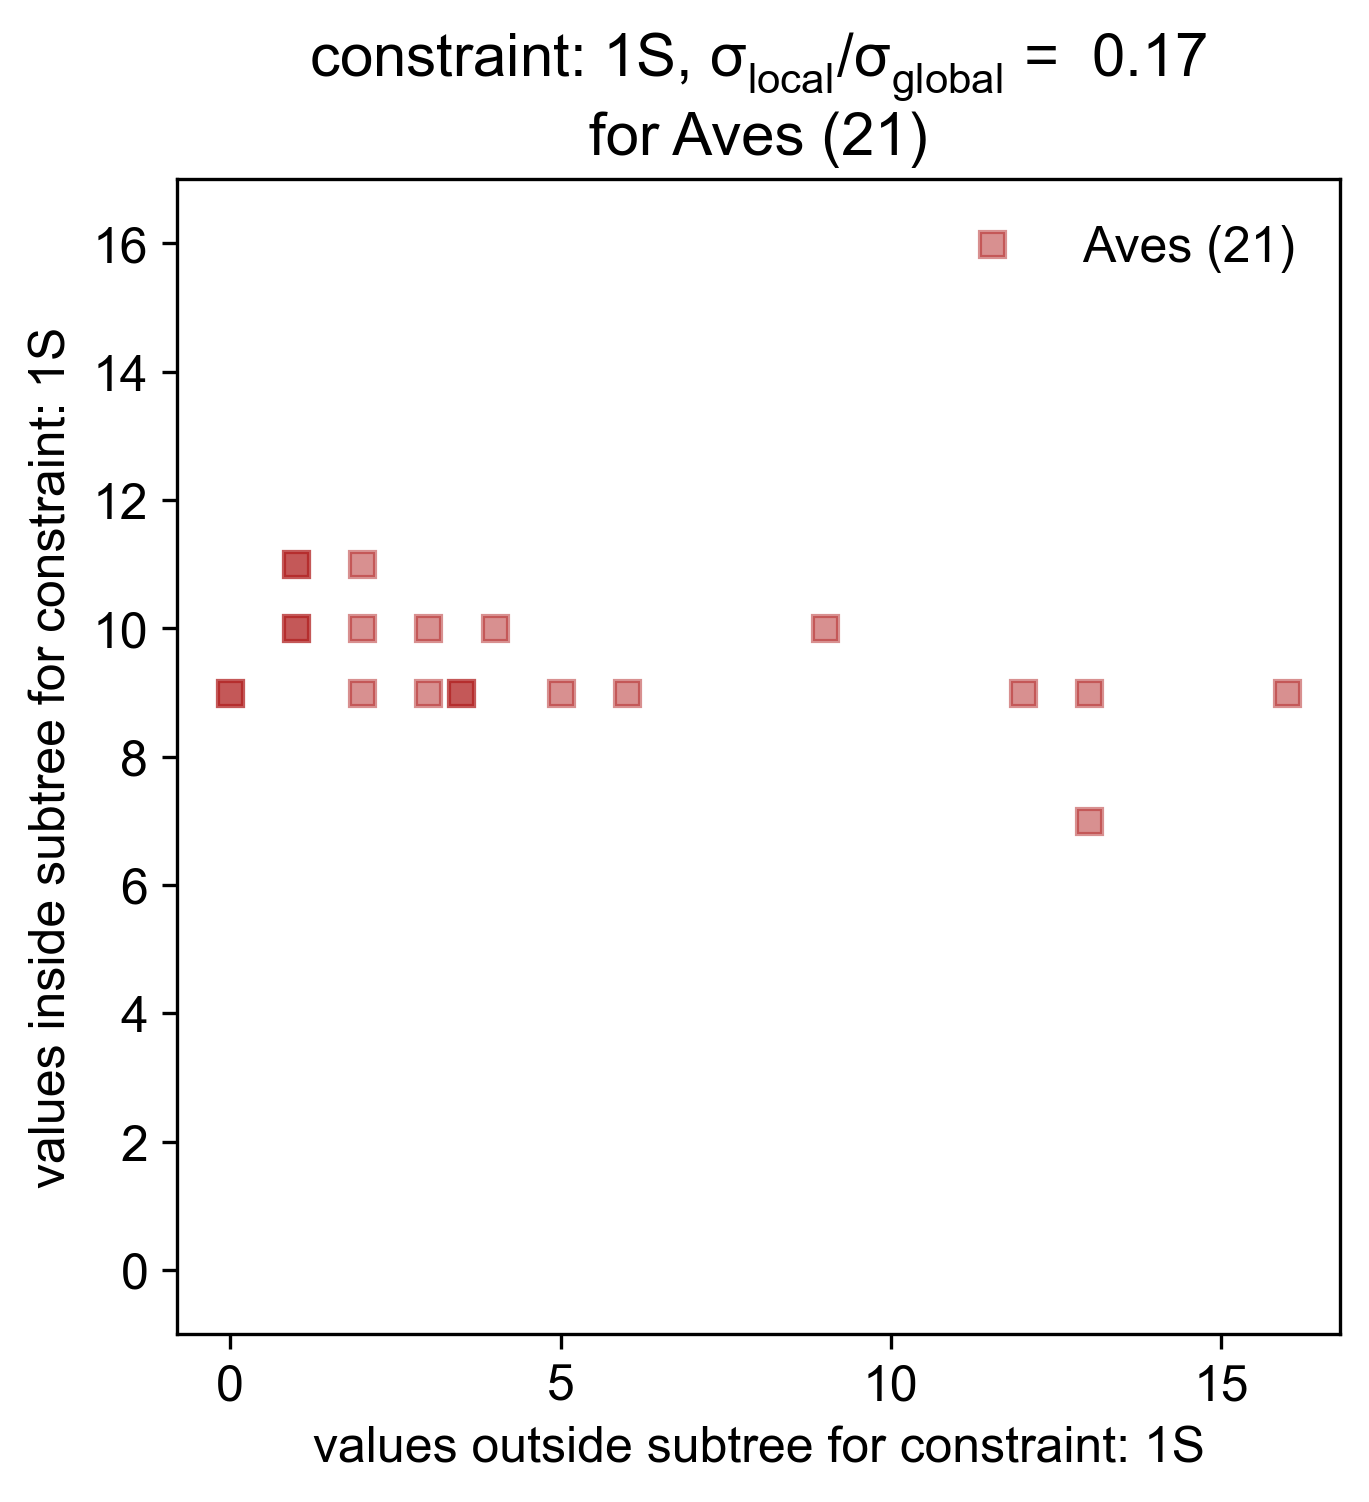 constraint: 1S, σlocal/σglobal = 0.17
for Aves (21)
Aves (21)
values inside subtree for constraint: 1S
16
14
12
10
8
6
4
2
0
0 5 10 15
values outside subtree for constraint: 1S